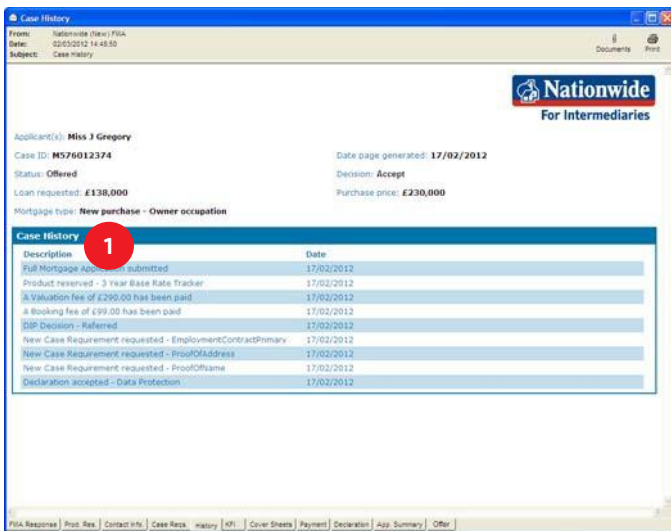 Case History
From: Nationwide (New) FMA
Date: 02/03/2012 14:48:50
Subject: Case History
Documents Print
Nationwide
For Intermediaries
Applicant(s): Miss J Gregory
Case ID: M576012374 Date page generated: 17/02/2012
Status: Offered Decision: Accept
Loan requested: £138,000 Purchase price: £230,000
Mortgage type: New purchase - Owner occupation
Case History
1
Description Date
Full Mortgage Application submitted 17/02/2012
Product reserved - 3 Year Base Rate Tracker 17/02/2012
A Valuation fee of £290.00 has been paid 17/02/2012
A Booking fee of £99.00 has been paid 17/02/2012
DIP Decision - Referred 17/02/2012
New Case Requirement requested - EmploymentContractPrimary 17/02/2012
New Case Requirement requested - ProofOfAddress 17/02/2012
New Case Requirement requested - ProofOfName 17/02/2012
Declaration accepted - Data Protection 17/02/2012
FMA Response Prod. Res. Contact Info. Case Reqs. History KFI Cover Sheets Payment Declaration App. Summary Offer